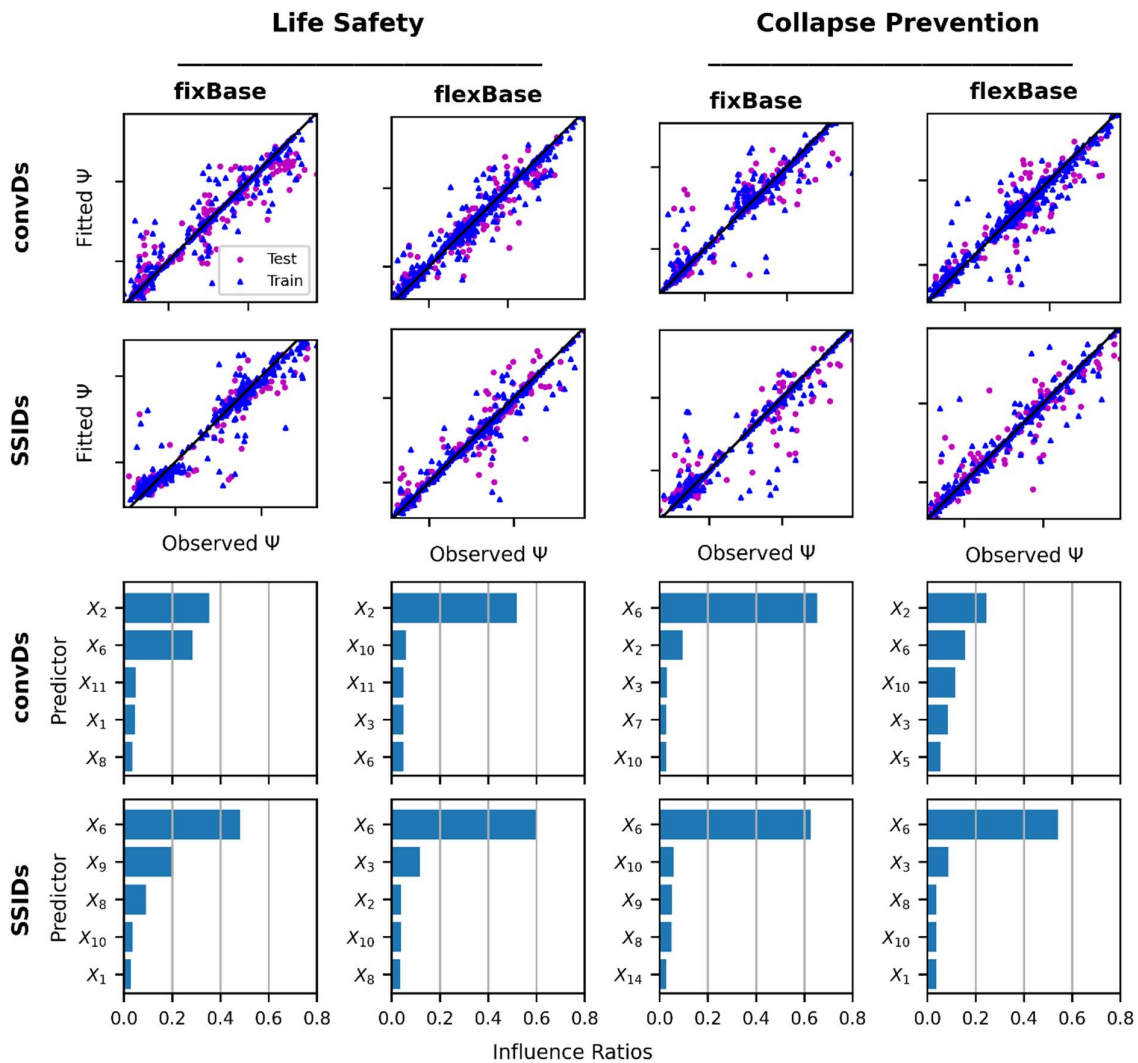 Life Safety Collapse Prevention
fixBase flexBase fixBase flexBase
convDs
Fitted Ψ
Test
Train
SSIDs
Fitted Ψ
Observed Ψ Observed Ψ Observed Ψ Observed Ψ
convDs
Predictor
X2 X2 X6 X2
X6 X10 X2 X6
X11 X11 X3 X10
X1 X3 X7 X3
X8 X6 X10 X5
SSIDs
Predictor
X6 X6 X6 X6
X9 X3 X10 X3
X8 X2 X9 X8
X10 X10 X8 X10
X1 X8 X14 X1
0.0 0.2 0.4 0.6 0.8 0.0 0.2 0.4 0.6 0.8 0.0 0.2 0.4 0.6 0.8 0.0 0.2 0.4 0.6 0.8
Influence Ratios